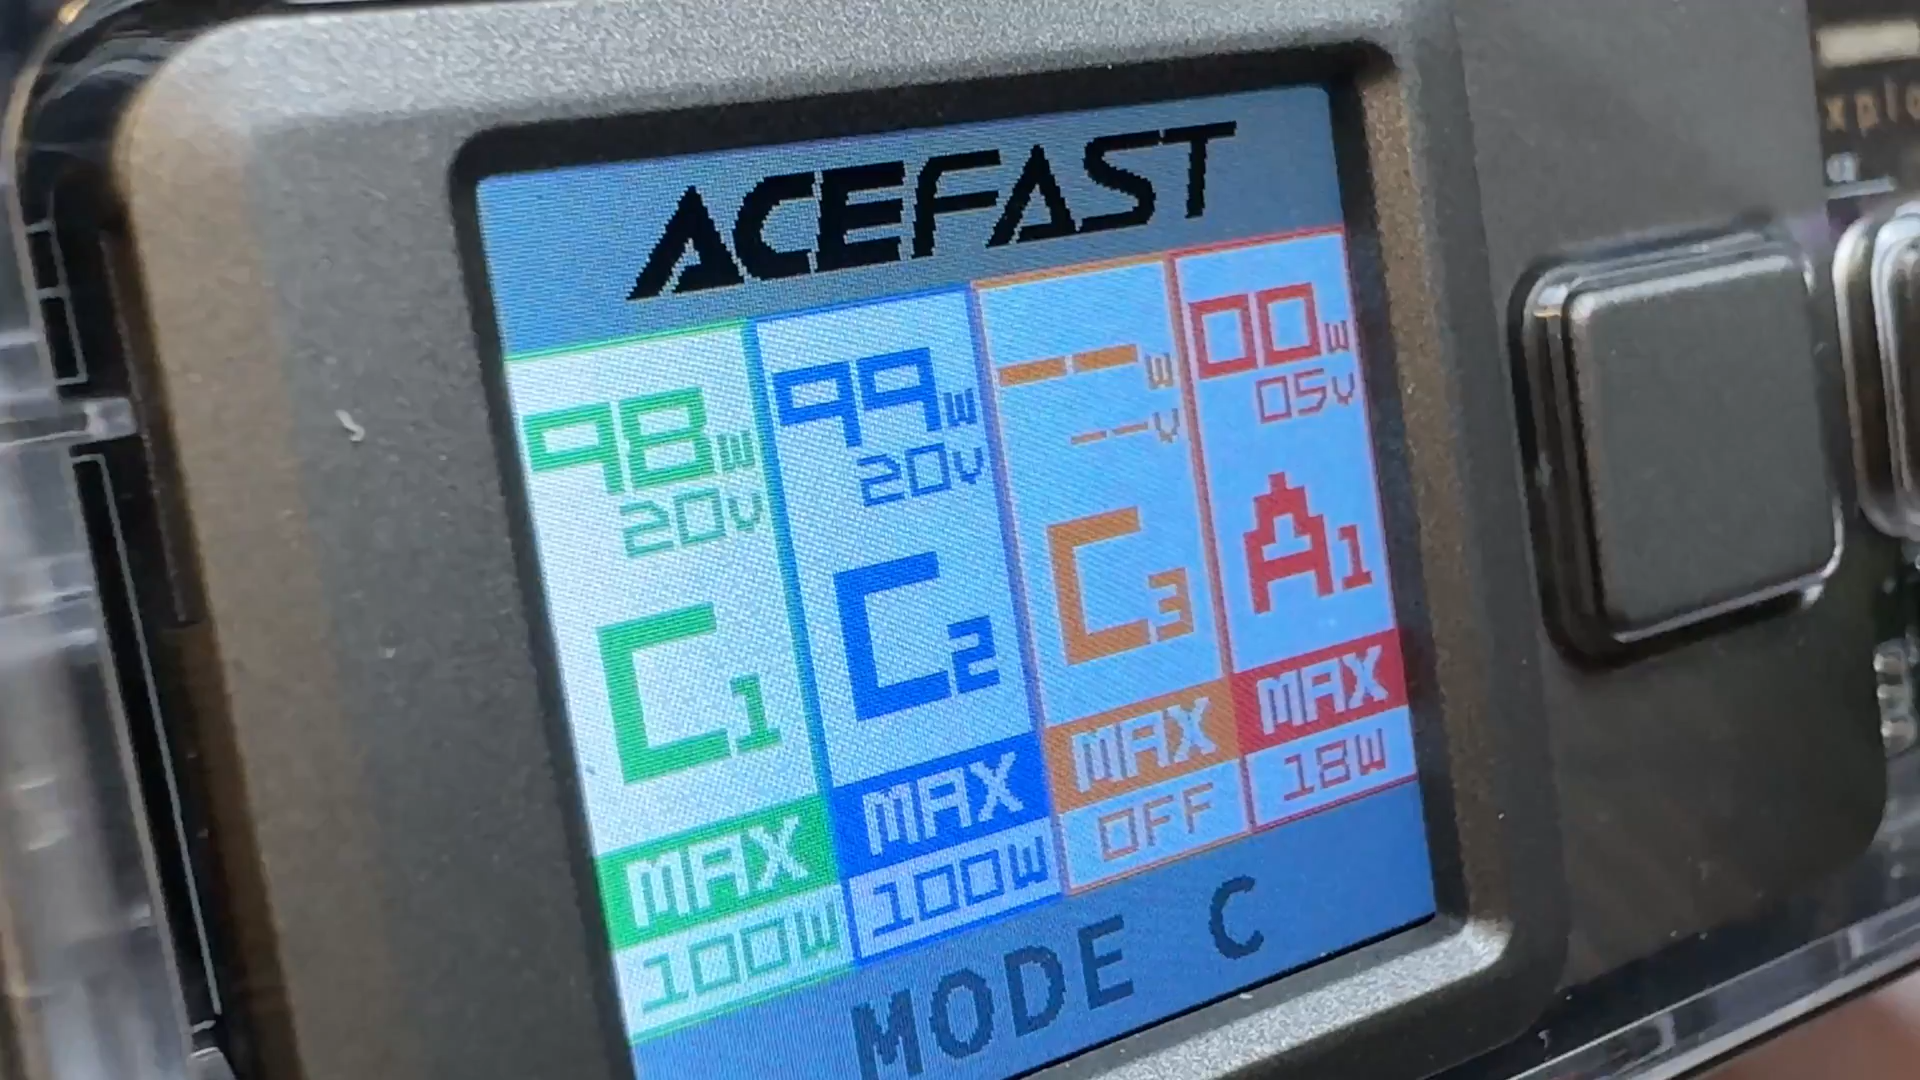 ACEFAST
98W 99W --W 00W
20V 20V --V 05V
C1 C2 C3 A1
MAX MAX MAX MAX
100W 100W OFF 18W
MODE C
xplo